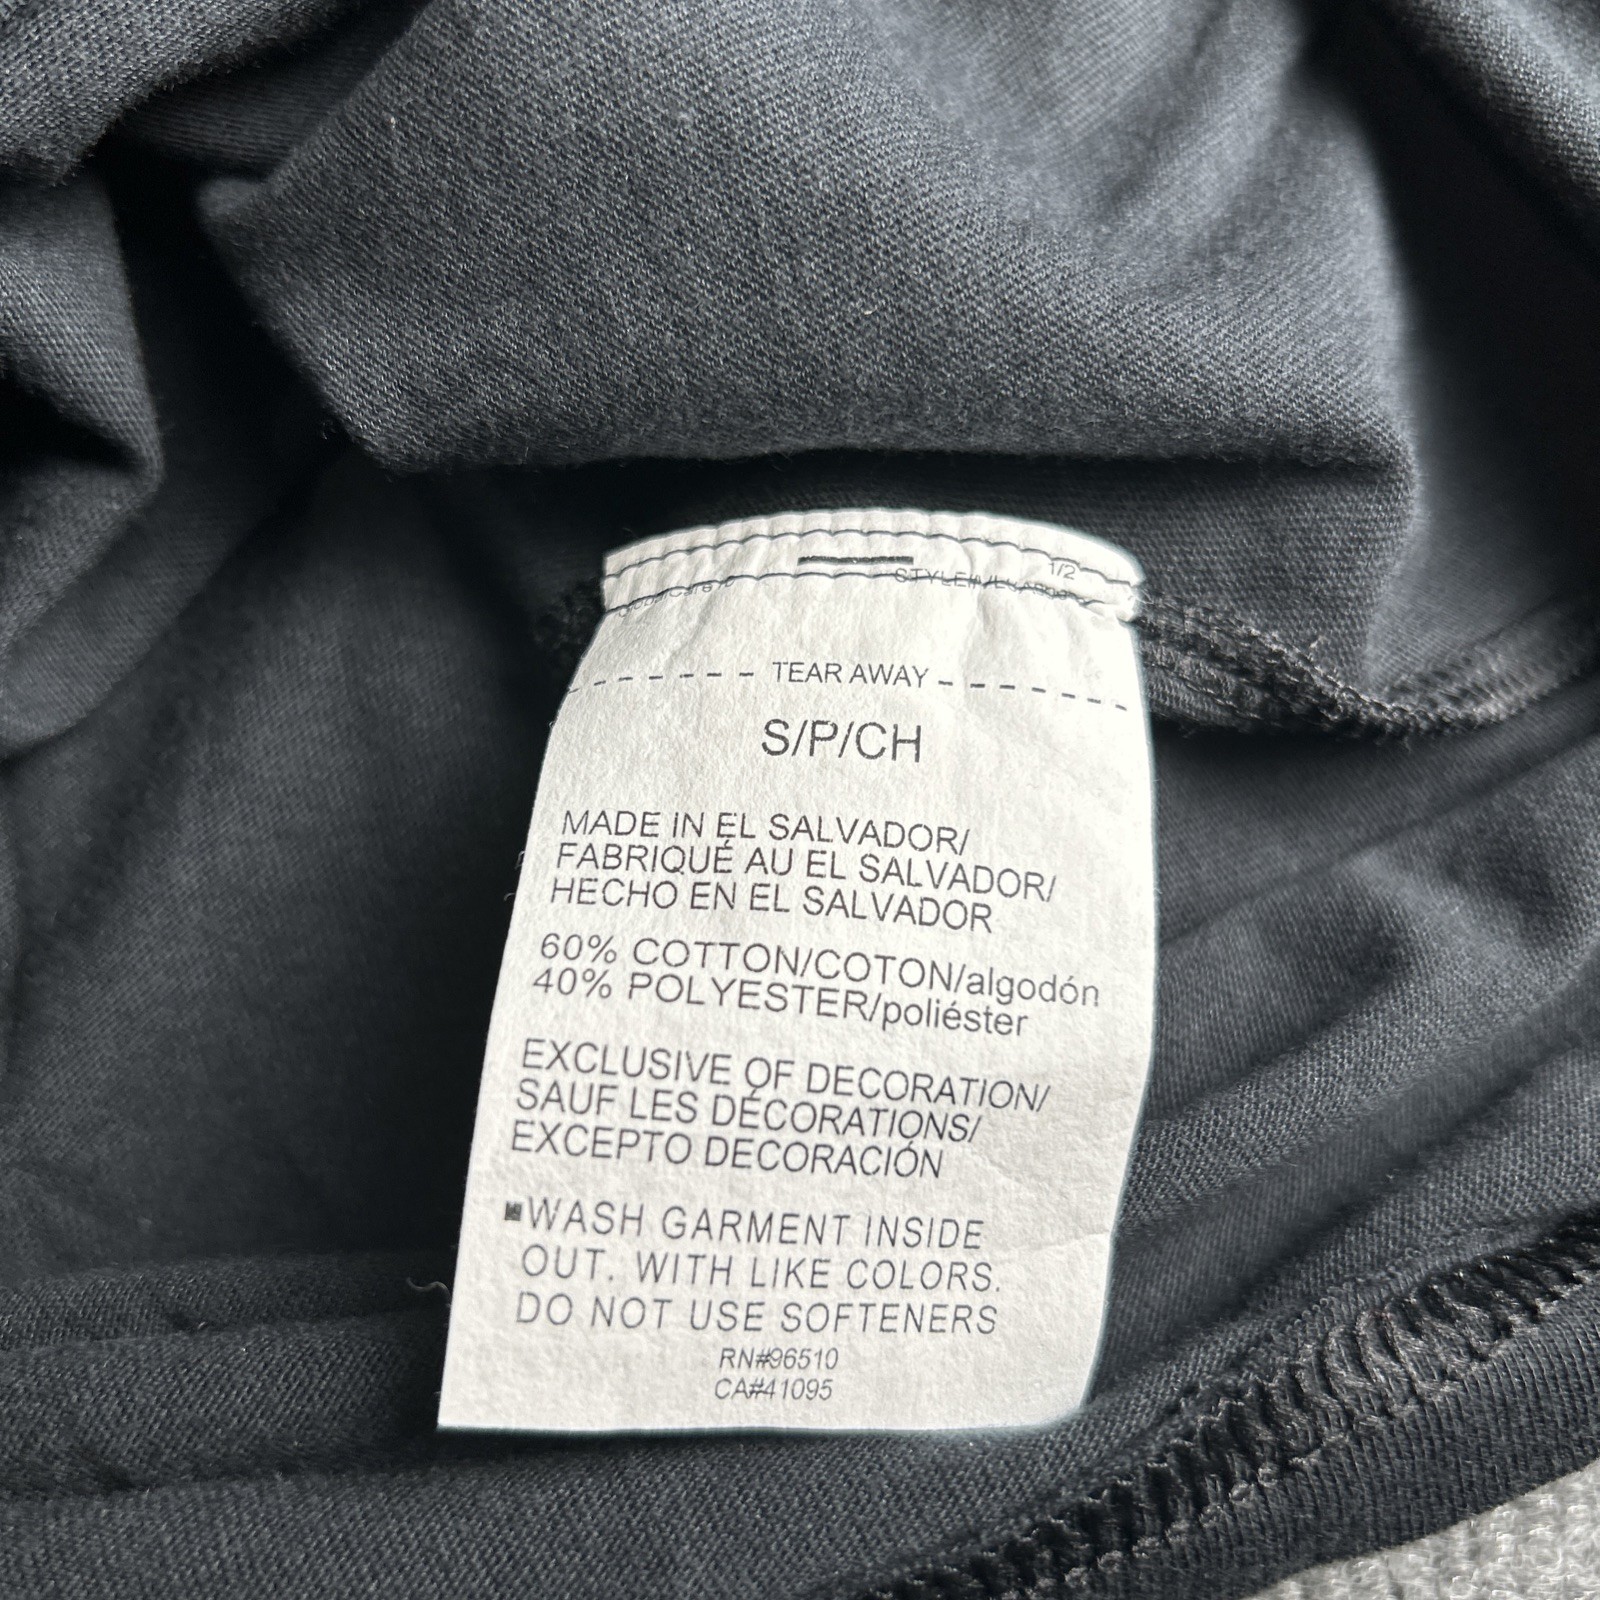 1/2
TEAR AWAY
S/P/CH
MADE IN EL SALVADOR/
FABRIQUÉ AU EL SALVADOR/
HECHO EN EL SALVADOR
60% COTTON/COTON/algodón
40% POLYESTER/poliéster
EXCLUSIVE OF DECORATION/
SAUF LES DÉCORATIONS/
EXCEPTO DECORACIÓN
WASH GARMENT INSIDE
OUT. WITH LIKE COLORS.
DO NOT USE SOFTENERS
RN#96510
CA#41095